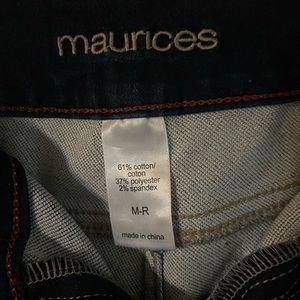 maurices
61% cotton/
coton
37% polyester
2% spandex
M-R
made in china